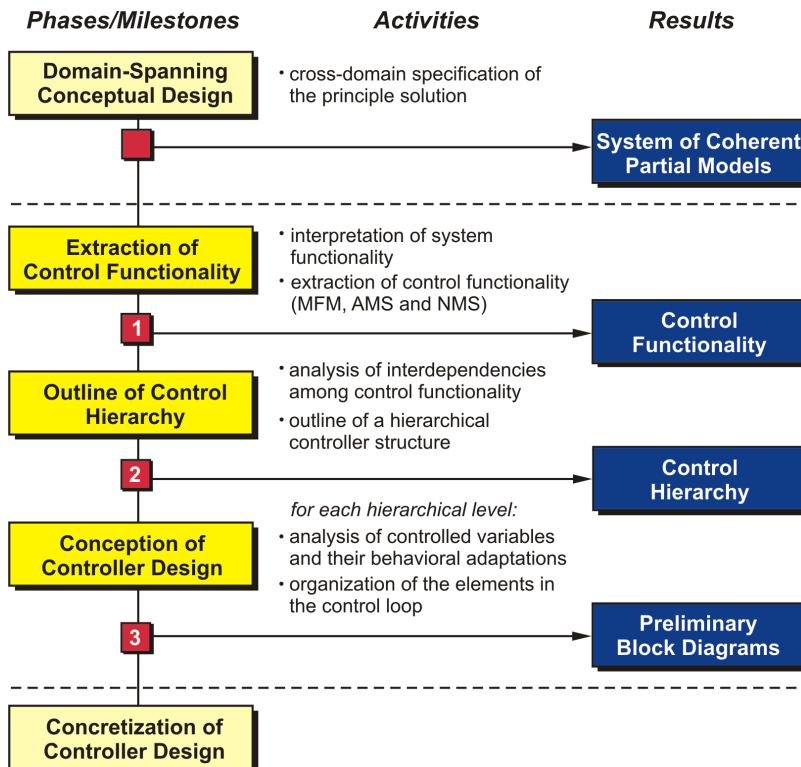 Phases/Milestones
Activities
Results
Domain-Spanning
Conceptual Design
• cross-domain specification of
the principle solution
System of Coherent
Partial Models
Extraction of
Control Functionality
• interpretation of system
functionality
• extraction of control functionality
(MFM, AMS and NMS)
1
Control
Functionality
Outline of Control
Hierarchy
• analysis of interdependencies
among control functionality
• outline of a hierarchical
controller structure
2
Control
Hierarchy
for each hierarchical level:
Conception of
Controller Design
• analysis of controlled variables
and their behavioral adaptations
• organization of the elements in
the control loop
3
Preliminary
Block Diagrams
Concretization of
Controller Design